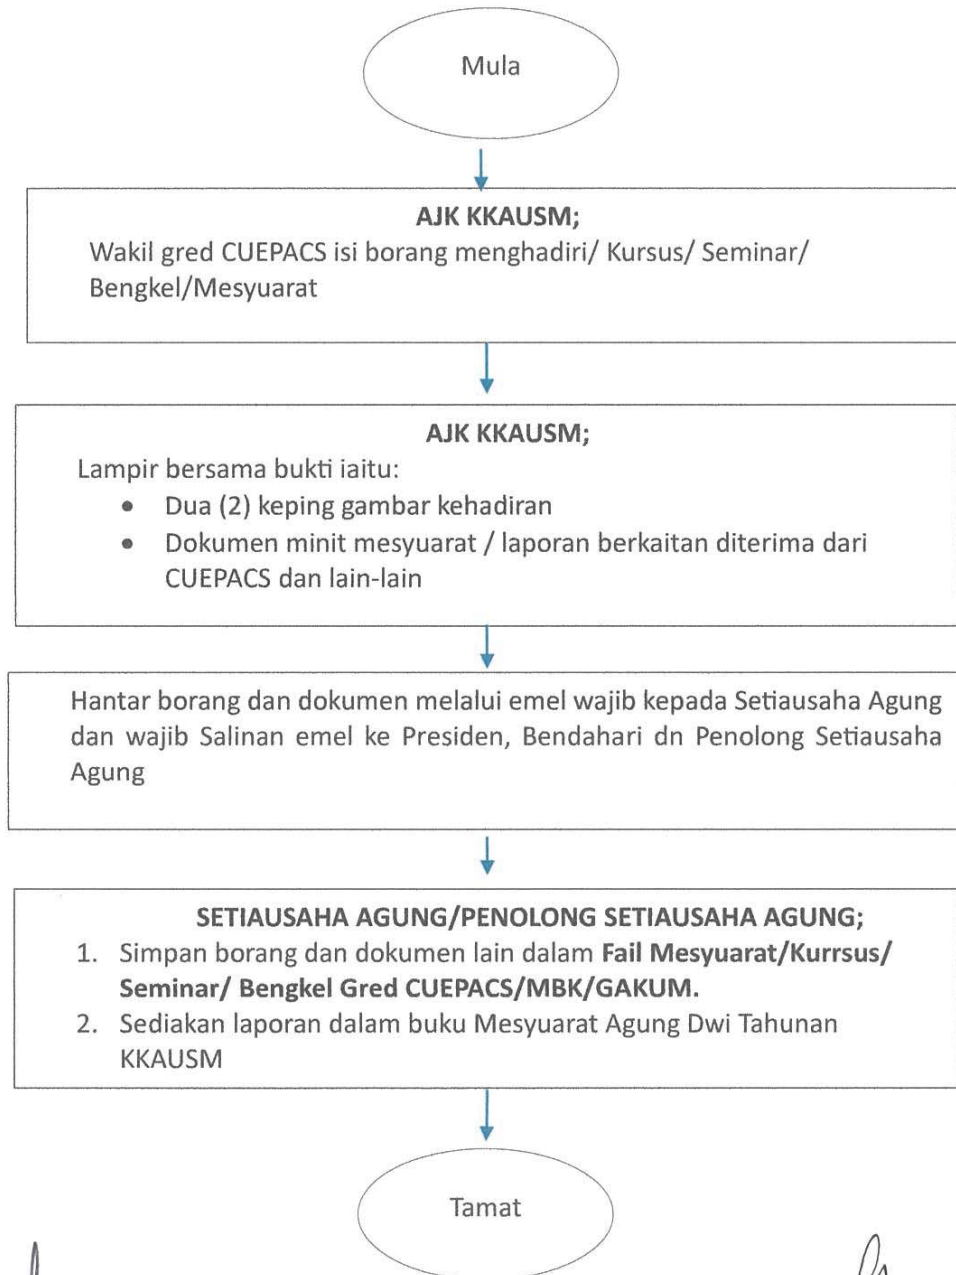 Mula
AJK KKAUSM;
Wakil gred CUEPACS isi borang menghadiri/ Kursus/ Seminar/
Bengkel/Mesyuarat
AJK KKAUSM;
Lampir bersama bukti iaitu:
• Dua (2) keping gambar kehadiran
• Dokumen minit mesyuarat / laporan berkaitan diterima dari
CUEPACS dan lain-lain
Hantar borang dan dokumen melalui emel wajib kepada Setiausaha Agung
dan wajib Salinan emel ke Presiden, Bendahari dn Penolong Setiausaha
Agung
SETIAUSAHA AGUNG/PENOLONG SETIAUSAHA AGUNG;
1. Simpan borang dan dokumen lain dalam Fail Mesyuarat/Kurrsus/
Seminar/ Bengkel Gred CUEPACS/MBK/GAKUM.
2. Sediakan laporan dalam buku Mesyuarat Agung Dwi Tahunan
KKAUSM
Tamat